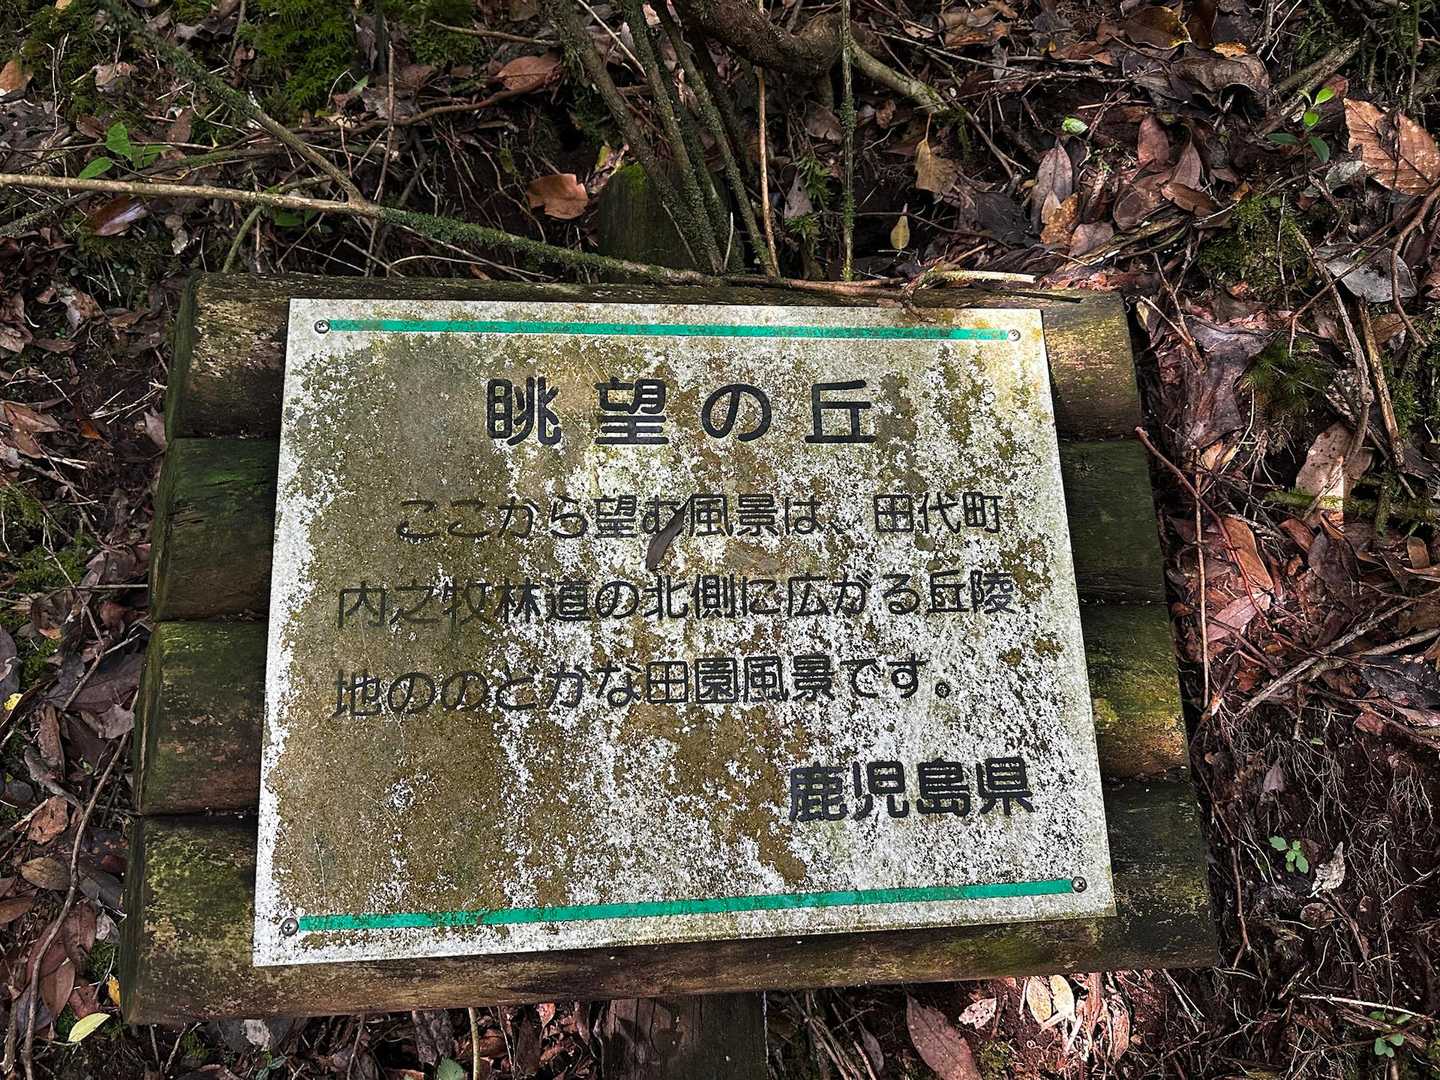 眺望の丘
ここから望む風景は、田代町
内之牧林道の北側に広がる丘陵
地ののどかな田園風景です。
鹿児島県